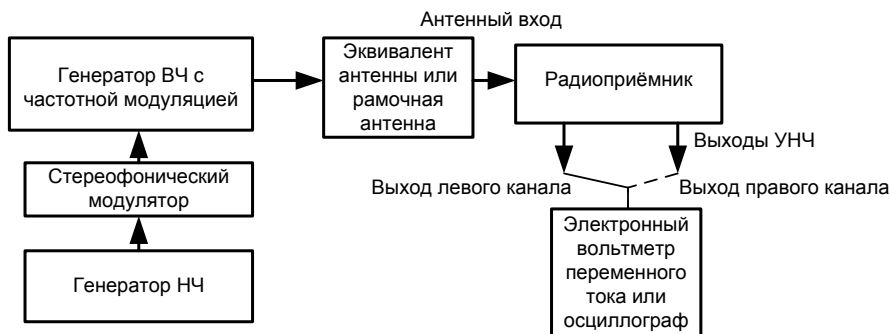 Антенный вход
Генератор ВЧ с
частотной модуляцией
Эквивалент
антенны или
рамочная
антенна
Радиоприёмник
Выходы УНЧ
Стереофонический
модулятор
Выход левого канала
Выход правого канала
Генератор НЧ
Электронный
вольтметр
переменного
тока или
осциллограф